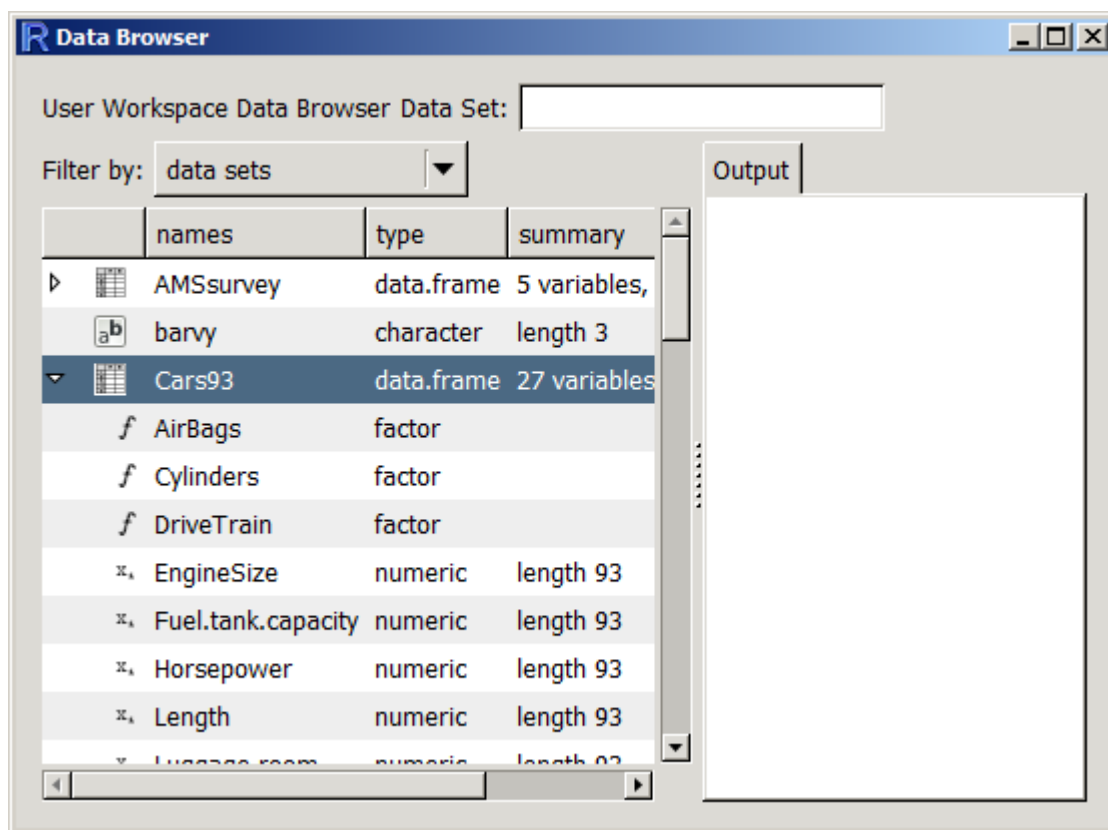 Data Browser
User Workspace Data Browser Data Set:
Filter by: data sets
Output
names type summary
AMSsurvey data.frame 5 variables,
ab barvy character length 3
Cars93 data.frame 27 variables
f AirBags factor
f Cylinders factor
f DriveTrain factor
EngineSize numeric length 93
Fuel.tank.capacity numeric length 93
Horsepower numeric length 93
Length numeric length 93